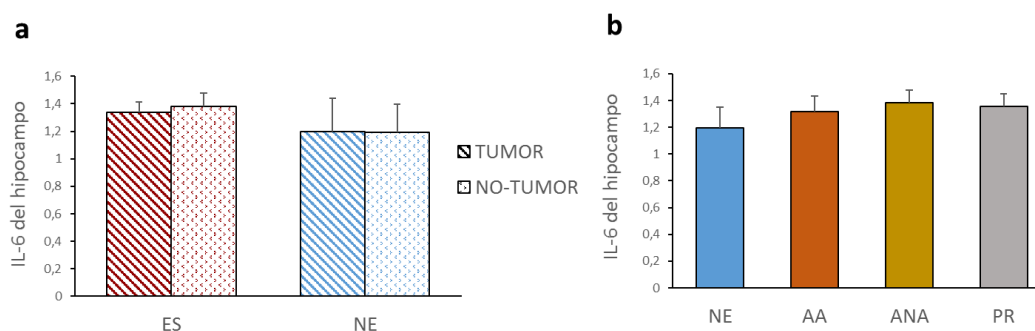 a
IL-6 del hipocampo
1,6
1,4
1,2
1
0,8
0,6
0,4
0,2
0
ES
NE
TUMOR
NO-TUMOR
b
IL-6 del hipocampo
1,6
1,4
1,2
1
0,8
0,6
0,4
0,2
0
NE
AA
ANA
PR